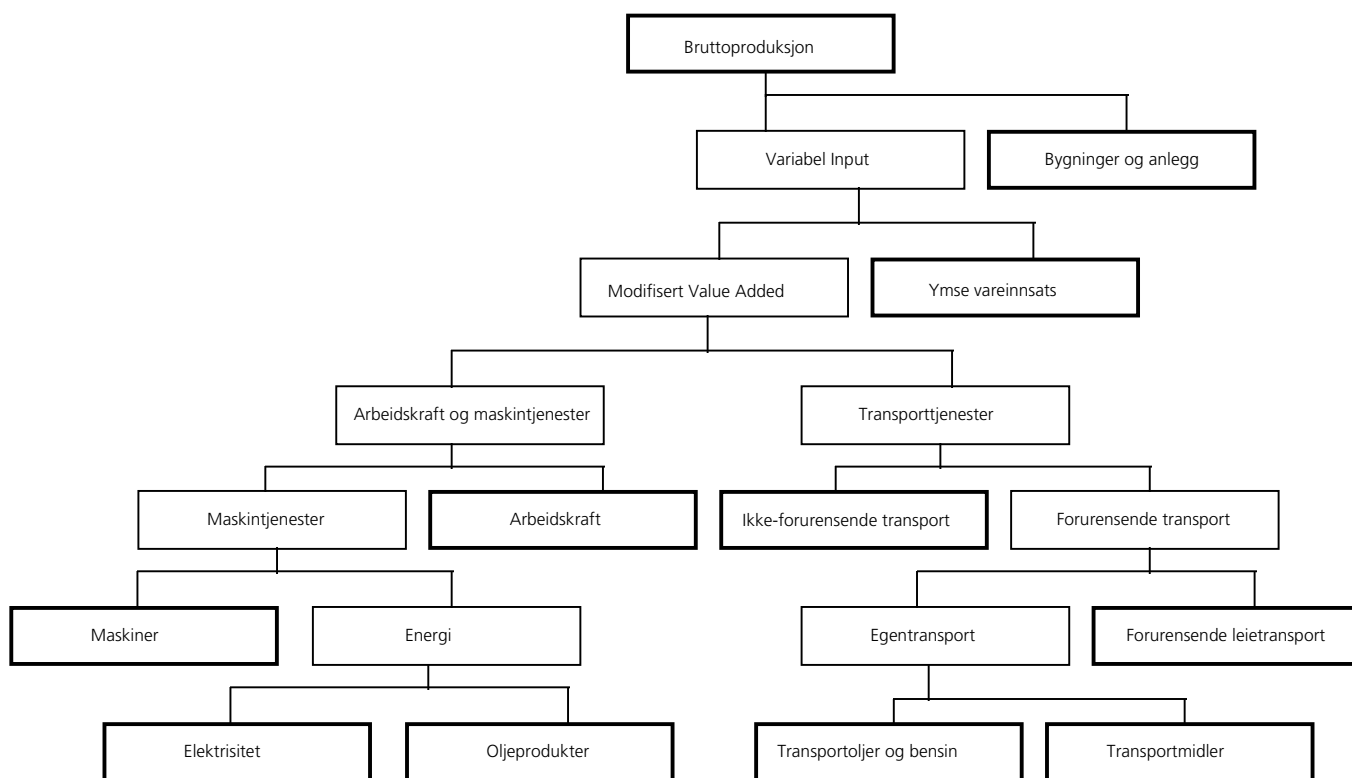 Bruttoproduksjon
Variabel Input
Bygninger og anlegg
Modifisert Value Added
Ymse vareinnsats
Arbeidskraft og maskintjenester
Transporttjenester
Maskintjenester
Arbeidskraft
Ikke-forurensende transport
Forurensende transport
Maskiner
Energi
Egentransport
Forurensende leietransport
Elektrisitet
Oljeprodukter
Transportoljer og bensin
Transportmidler